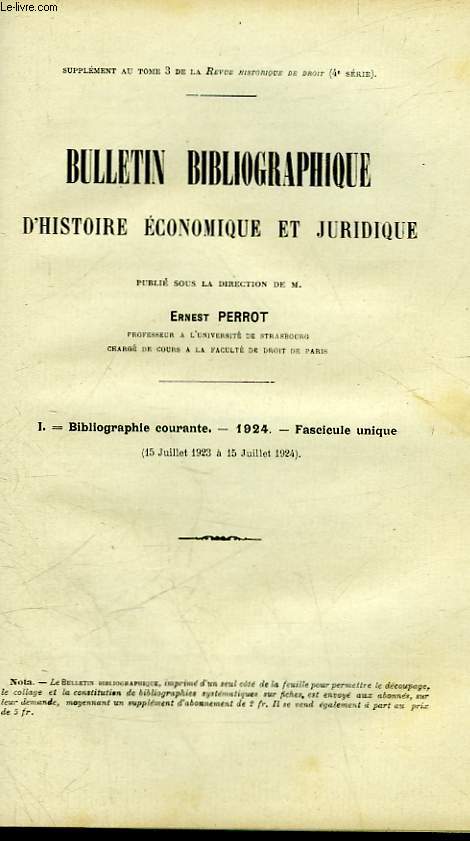 Le-livre.com
SUPPLÉMENT AU TOME 3 DE LA REVUE HISTORIQUE DE DROIT (4e SÉRIE).
BULLETIN BIBLIOGRAPHIQUE
D'HISTOIRE ÉCONOMIQUE ET JURIDIQUE
PUBLIÉ SOUS LA DIRECTION DE M.
ERNEST PERROT
PROFESSEUR A L'UNIVERSITÉ DE STRASBOURG
CHARGÉ DE COURS A LA FACULTÉ DE DROIT DE PARIS
I. = Bibliographie courante. — 1924. — Fascicule unique
(15 Juillet 1923 à 15 Juillet 1924).
Nota. — Le BULLETIN BIBLIOGRAPHIQUE, imprimé d'un seul côté de la feuille pour permettre le découpage,
le collage et la constitution de bibliographies systématiques sur fiches, est envoyé aux abonnés, sur
leur demande, moyennant un supplément d'abonnement de 2 fr. Il se vend également à part au prix
de 5 fr.